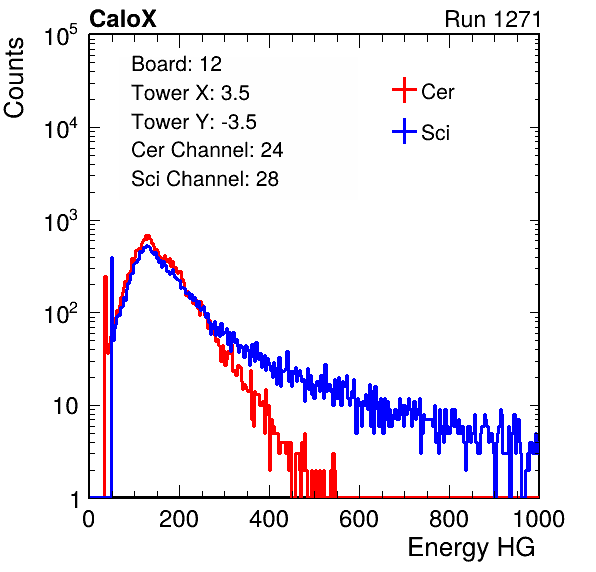 CaloX Run 1271
Counts
10^5
10^4
10^3
10^2
10
1
Board: 12
Tower X: 3.5
Tower Y: -3.5
Cer Channel: 24
Sci Channel: 28
Cer
Sci
0 200 400 600 800 1000
Energy HG